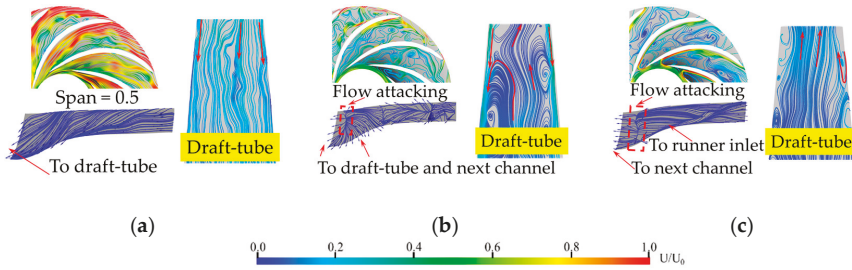 (a)
(b)
(c)
Span = 0.5
Draft-tube
To draft-tube
Flow attacking
Draft-tube
To draft-tube and next channel
Flow attacking
Draft-tube
To runner inlet
To next channel
(a)
(b)
(c)
0.0 0,2 0,4 0,6 0,8 1.0
U/U₀